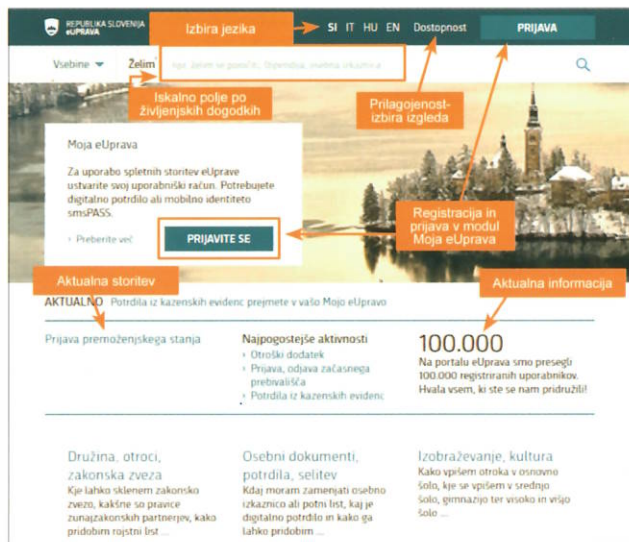 REPUBLIKA SLOVENIJA
eUPRAVA
Izbira jezika
SI IT HU EN
Dostopnost
PRIJAVA
Vsebine
Želim
npr. želim se poročiti, štipendija, osebna izkaznica
Iskalno polje po
življenjskih dogodkih
Prilagojenost-
izbira izgleda
Moja eUprava
Za uporabo spletnih storitev eUprave
ustvarite svoj uporabniški račun. Potrebujete
digitalno potrdilo ali mobilno identiteto
smsPASS.
› Preberite več
PRIJAVITE SE
Registracija in
prijava v modul
Moja eUprava
Aktualna storitev
Aktualna informacija
AKTUALNO Potrdila iz kazenskih evidenc prejmete v vašo Mojo eUpravo
Prijava premoženjskega stanja
Najpogostejše aktivnosti
› Otroški dodatek
› Prijava, odjava začasnega
prebivališča
› Potrdila iz kazenskih evidenc
100.000
Na portalu eUprava smo presegli
100.000 registriranih uporabnikov.
Hvala vsem, ki ste se nam pridružili!
Družina, otroci,
zakonska zveza
Kje lahko sklenem zakonsko
zvezo, kakšne so pravice
zunajzakonskih partnerjev, kako
pridobim rojstni list ...
Osebni dokumenti,
potrdila, selitev
Kdaj moram zamenjati osebno
izkaznico ali potni list, kaj je
digitalno potrdilo in kako ga
lahko pridobim ...
Izobraževanje, kultura
Kako vpišem otroka v osnovno
šolo, kje se vpišem v srednjo
šolo, gimnazijo ter visoko in višjo
šolo ...